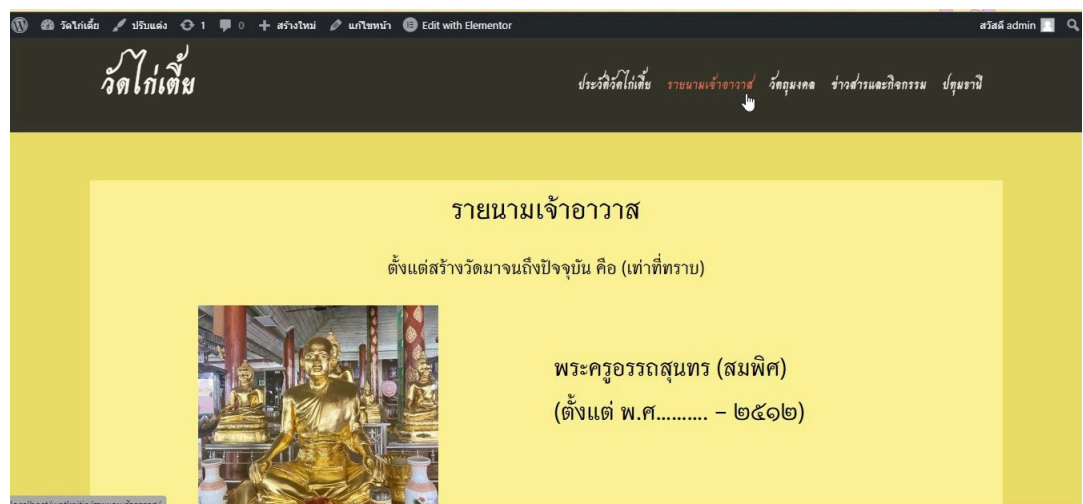 วัดไก่เตี้ย ปรับแต่ง 1 0 + สร้างใหม่ แก้ไขหน้า Edit with Elementor สวัสดี admin
วัดไก่เตี้ย
ประวัติวัดไก่เตี้ย รายนามเจ้าอาวาส วัตถุมงคล ข่าวสารและกิจกรรม ปทุมธานี
รายนามเจ้าอาวาส
ตั้งแต่สร้างวัดมาจนถึงปัจจุบัน คือ (เท่าที่ทราบ)
พระครูอรรถสุนทร (สมพิศ)
(ตั้งแต่ พ.ศ.......... – ๒๕๑๒)